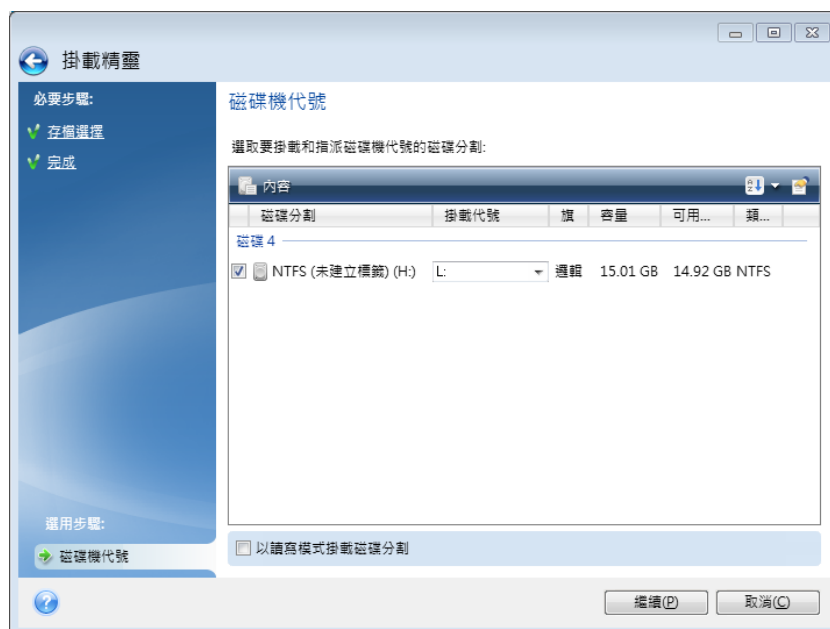 掛載精靈
必要步驟:
存檔選擇
完成
磁碟機代號
選取要掛載和指派磁碟機代號的磁碟分割:
內容
磁碟分割 掛載代號 旗 容量 可用... 類...
磁碟 4
NTFS (未建立標籤) (H:) L: 邏輯 15.01 GB 14.92 GB NTFS
選用步驟:
磁碟機代號
以讀寫模式掛載磁碟分割
繼續(P) 取消(C)